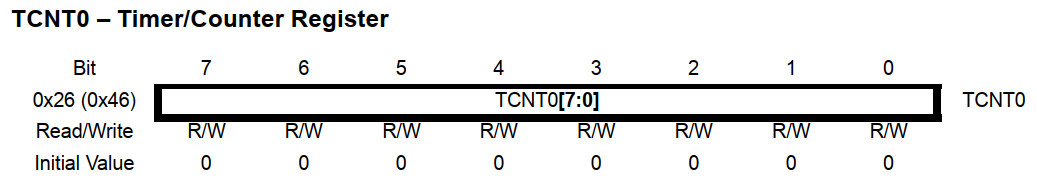 TCNT0 – Timer/Counter Register
Bit 7 6 5 4 3 2 1 0
0x26 (0x46) TCNT0[7:0] TCNT0
Read/Write R/W R/W R/W R/W R/W R/W R/W R/W
Initial Value 0 0 0 0 0 0 0 0